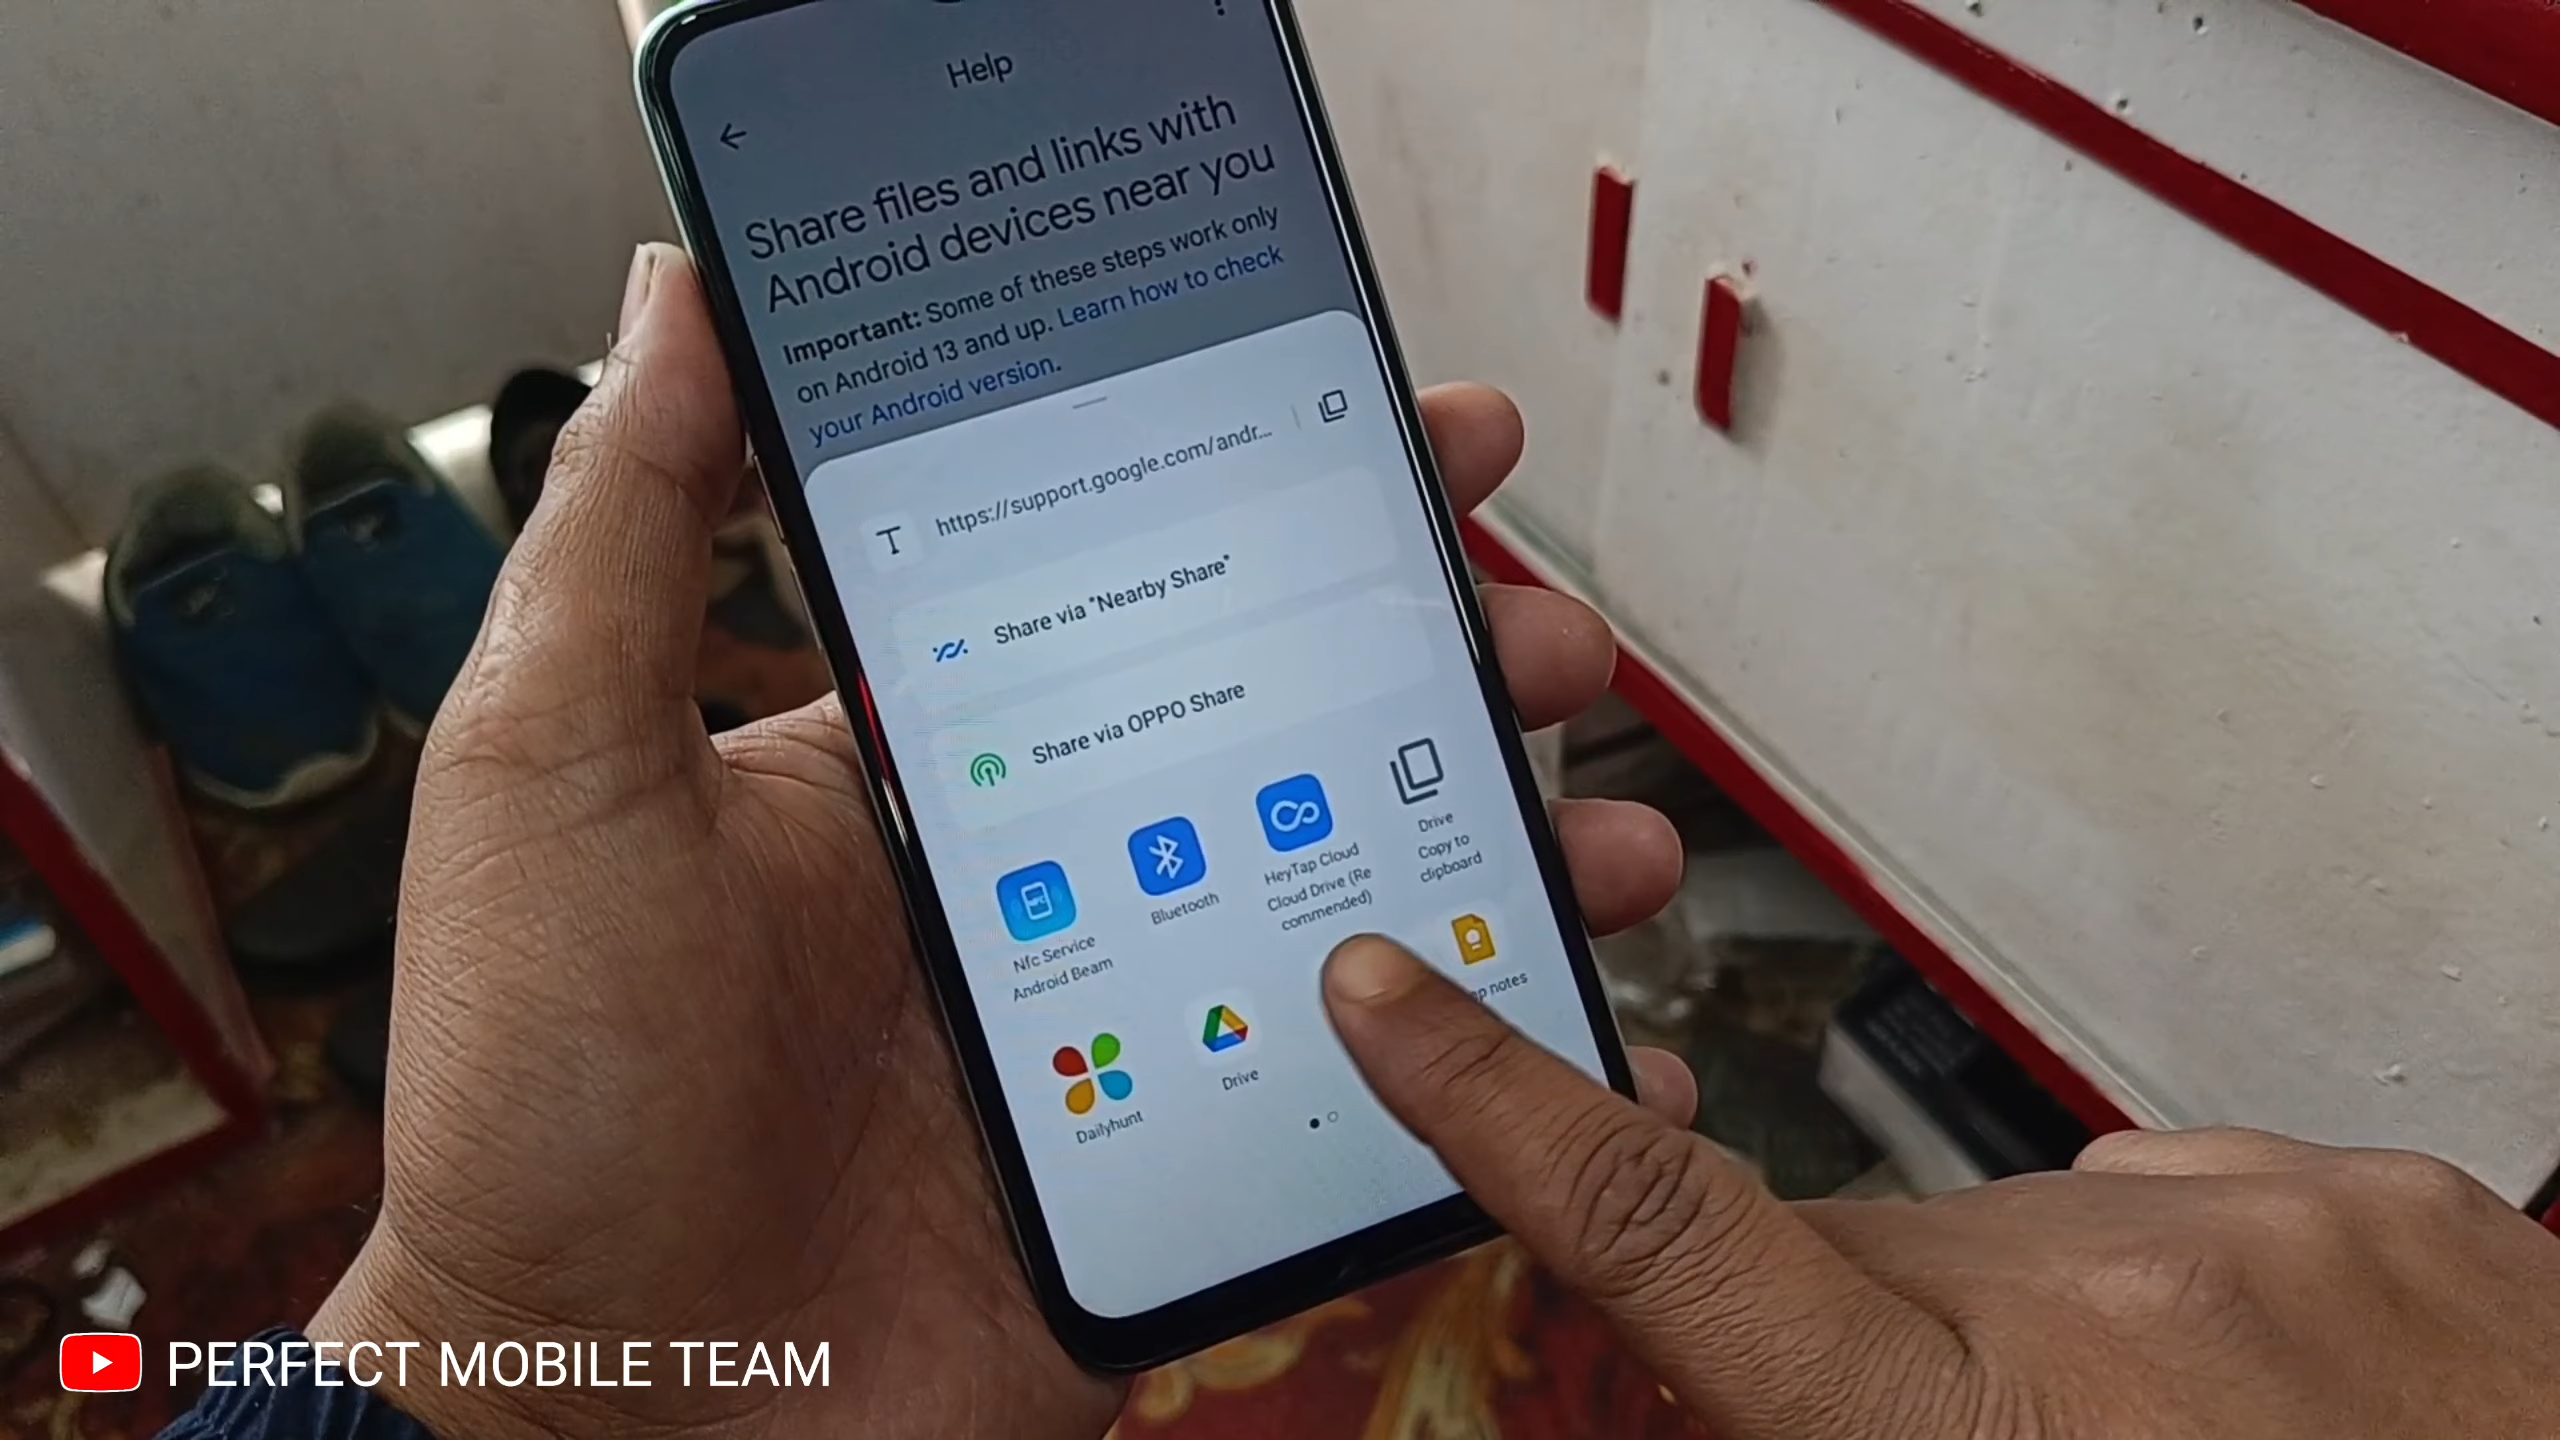 Help
Share files and links with
Android devices near you
Important: Some of these steps work only
on Android 13 and up. Learn how to check
your Android version.
T https://support.google.com/andr...
Share via "Nearby Share"
Share via OPPO Share
Nfc Service
Android Beam
Bluetooth
HeyTap Cloud
Cloud Drive (Re
commended)
Drive
Copy to
clipboard
Dailyhunt
Drive
notes
PERFECT MOBILE TEAM